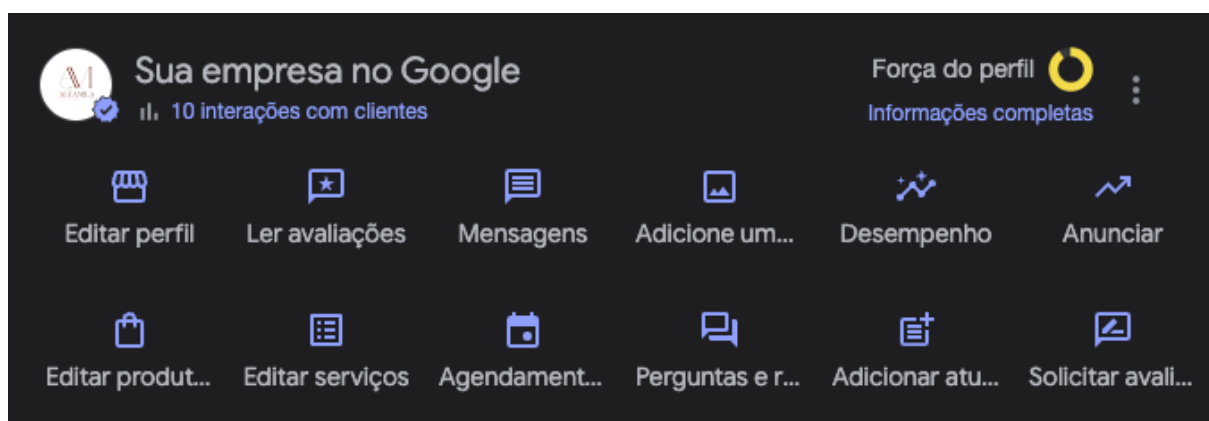 Sua empresa no Google
10 interações com clientes
Força do perfil
Informações completas
Editar perfil
Ler avaliações
Mensagens
Adicione um...
Desempenho
Anunciar
Editar produt...
Editar serviços
Agendament...
Perguntas e r...
Adicionar atu...
Solicitar avali...